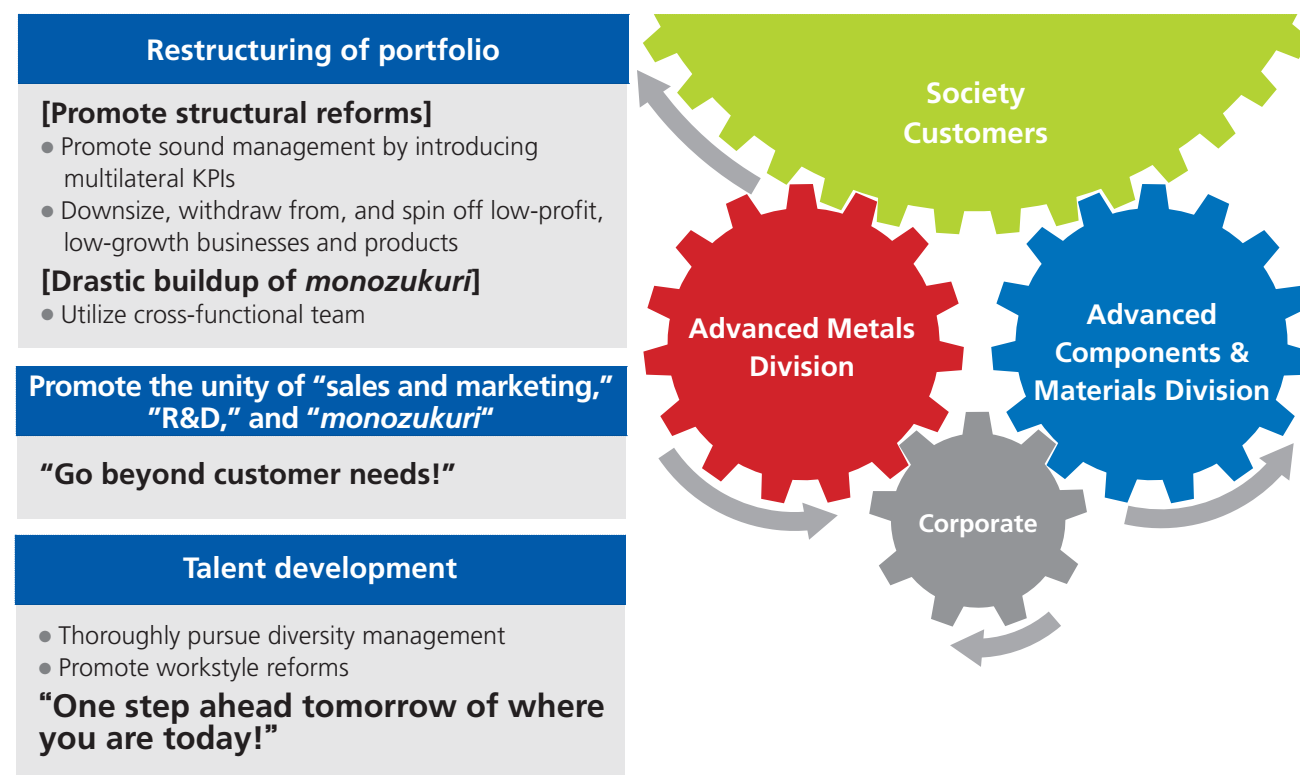 Restructuring of portfolio
[Promote structural reforms]
● Promote sound management by introducing
multilateral KPIs
● Downsize, withdraw from, and spin off low-profit,
low-growth businesses and products
[Drastic buildup of monozukuri]
● Utilize cross-functional team
Promote the unity of “sales and marketing,”
”R&D,” and “monozukuri“
“Go beyond customer needs!”
Talent development
● Thoroughly pursue diversity management
● Promote workstyle reforms
“One step ahead tomorrow of where
you are today!”
Society
Customers
Advanced Metals
Division
Advanced
Components &
Materials Division
Corporate